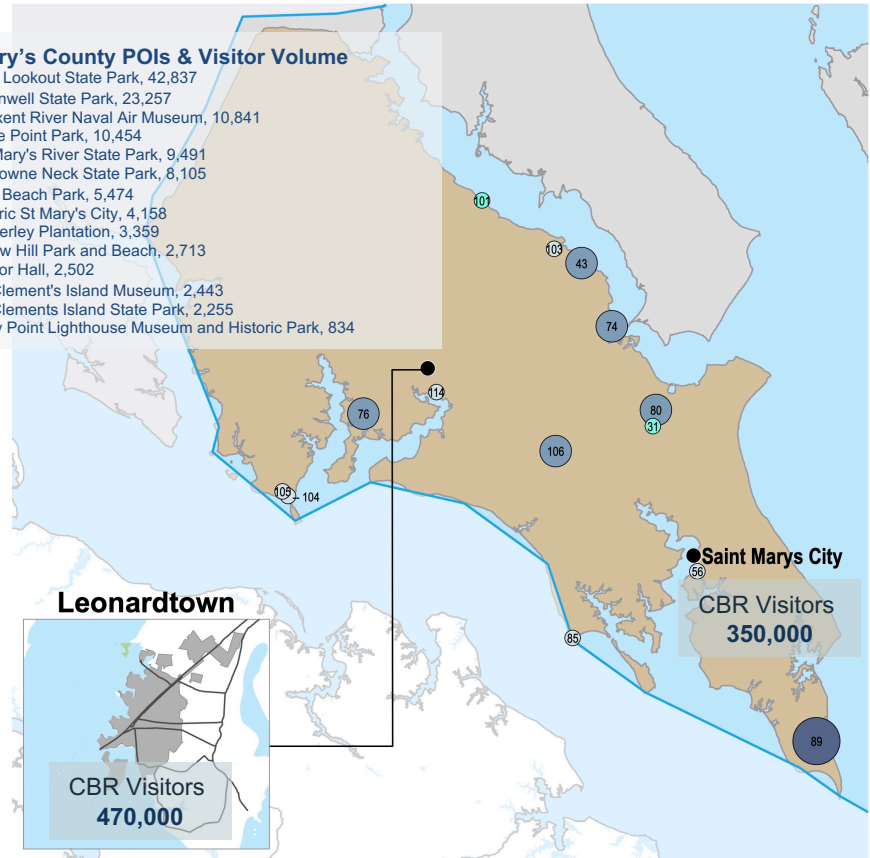 ry's County POIs & Visitor Volume
Lookout State Park, 42,837
nwell State Park, 23,257
xent River Naval Air Museum, 10,841
e Point Park, 10,454
Mary's River State Park, 9,491
owne Neck State Park, 8,105
Beach Park, 5,474
ric St Mary's City, 4,158
erley Plantation, 3,359
w Hill Park and Beach, 2,713
or Hall, 2,502
Clement's Island Museum, 2,443
Clements Island State Park, 2,255
y Point Lighthouse Museum and Historic Park, 834
101
103
43
74
114
76
80
31
106
105
104
Saint Marys City
56
CBR Visitors
350,000
85
89
Leonardtown
CBR Visitors
470,000